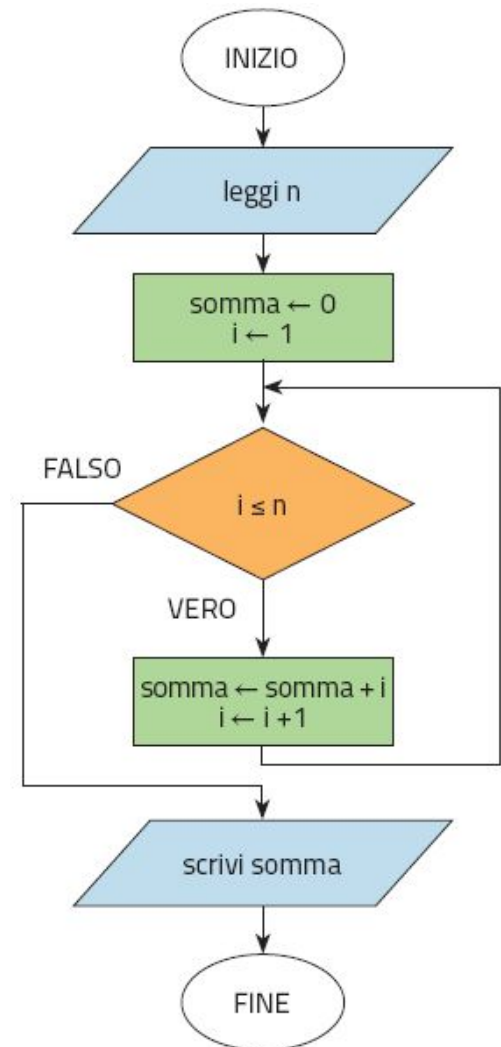 INIZIO
leggi n
somma ← 0
i ← 1
FALSO
i ≤ n
VERO
somma ← somma + i
i ← i +1
scrivi somma
FINE